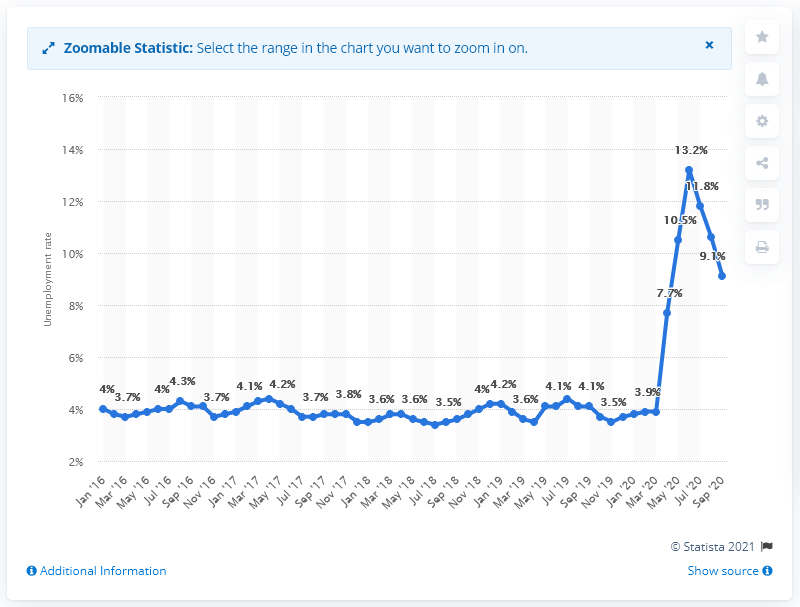 Zoomable Statistic: Select the range in the chart you want to zoom in on. ×
16%
14%
12%
10%
8%
6%
4%
2%
Unemployment rate
4%
3.7%
4%
4.3%
3.7%
4.1%
4.2%
3.7%
3.8%
3.6%
3.6%
3.5%
4%
4.2%
3.6%
4.1%
4.1%
3.5%
3.9%
7.7%
10.5%
13.2%
11.8%
9.1%
Jan '16
Mar '16
May '16
Jul '16
Sep '16
Nov '16
Jan '17
Mar '17
May '17
Jul '17
Sep '17
Nov '17
Jan '18
Mar '18
May '18
Jul '18
Sep '18
Nov '18
Jan '19
Mar '19
May '19
Jul '19
Sep '19
Nov '19
Jan '20
Mar '20
May '20
Jul '20
Sep '20
© Statista 2021
Additional Information
Show source